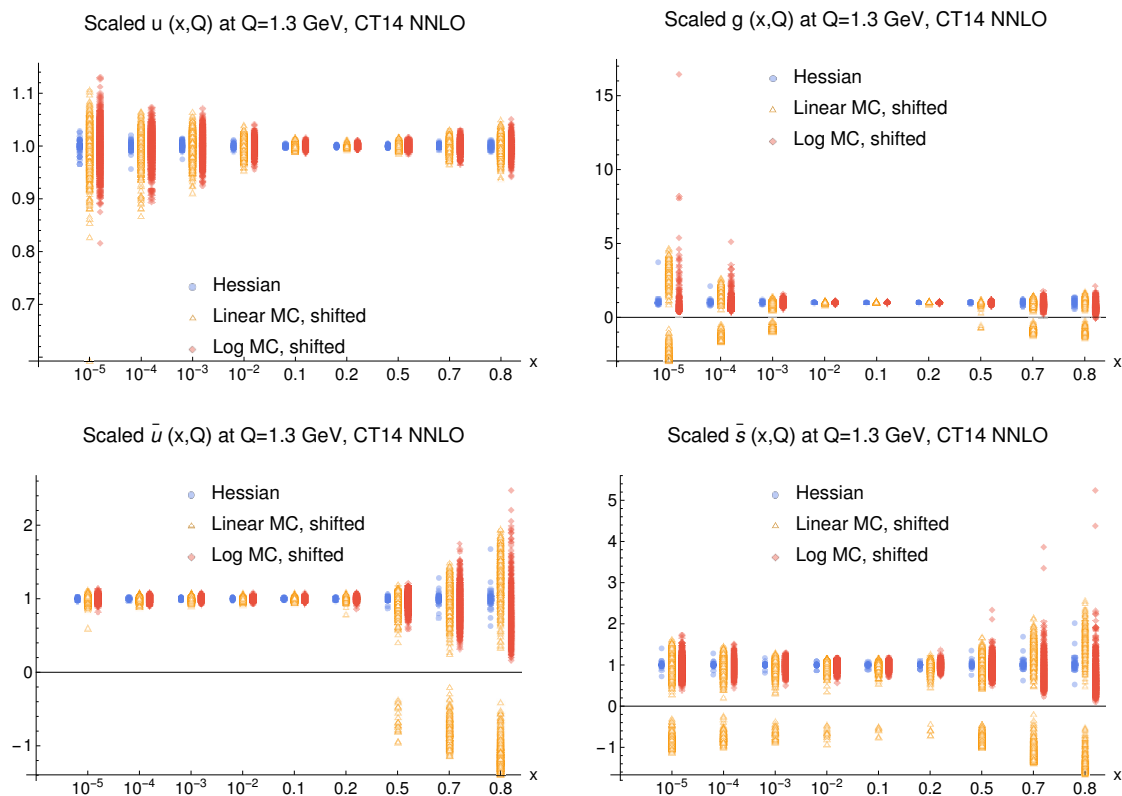 Scaled u (x,Q) at Q=1.3 GeV, CT14 NNLO
1.1
1.0
0.9
0.8
0.7
Hessian
Linear MC, shifted
Log MC, shifted
10⁻⁵ 10⁻⁴ 10⁻³ 10⁻² 0.1 0.2 0.5 0.7 0.8 x
Scaled g (x,Q) at Q=1.3 GeV, CT14 NNLO
15
10
5
0
Hessian
Linear MC, shifted
Log MC, shifted
10⁻⁵ 10⁻⁴ 10⁻³ 10⁻² 0.1 0.2 0.5 0.7 0.8 x
Scaled ū (x,Q) at Q=1.3 GeV, CT14 NNLO
2
1
0
−1
Hessian
Linear MC, shifted
Log MC, shifted
10⁻⁵ 10⁻⁴ 10⁻³ 10⁻² 0.1 0.2 0.5 0.7 0.8 x
Scaled s̄ (x,Q) at Q=1.3 GeV, CT14 NNLO
5
4
3
2
1
0
−1
Hessian
Linear MC, shifted
Log MC, shifted
10⁻⁵ 10⁻⁴ 10⁻³ 10⁻² 0.1 0.2 0.5 0.7 0.8 x